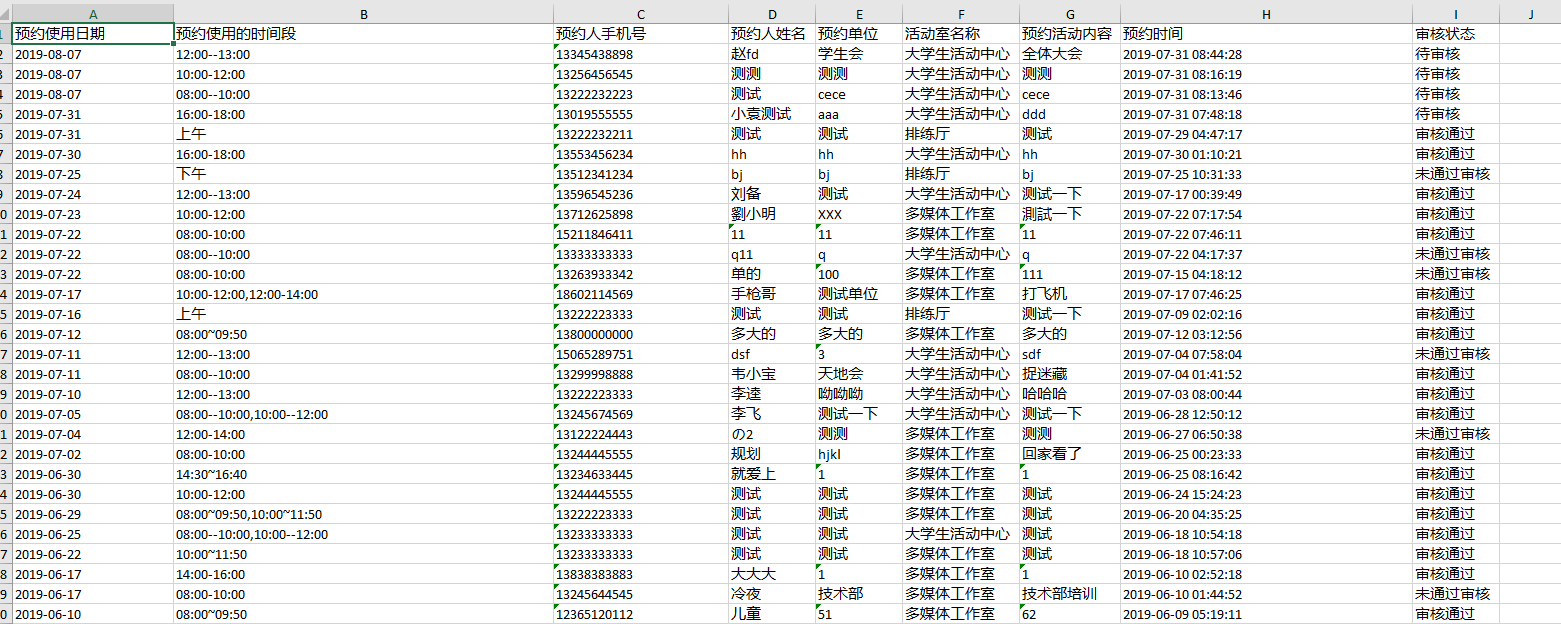 A B C D E F G H I J
预约使用日期 预约使用的时间段 预约人手机号 预约人姓名 预约单位 活动室名称 预约活动内容 预约时间 审核状态
2 2019-08-07 12:00--13:00 13345438898 赵fd 学生会 大学生活动中心 全体大会 2019-07-31 08:44:28 待审核
3 2019-08-07 10:00-12:00 13256456545 测测 测测 大学生活动中心 测测 2019-07-31 08:16:19 待审核
4 2019-08-07 08:00--10:00 13222232223 测试 cece 大学生活动中心 cece 2019-07-31 08:13:46 待审核
5 2019-07-31 16:00-18:00 13019555555 小袁测试 aaa 大学生活动中心 ddd 2019-07-31 07:48:18 待审核
6 2019-07-31 上午 13222232211 测试 测试 排练厅 测试 2019-07-29 04:47:17 审核通过
7 2019-07-30 16:00-18:00 13553456234 hh hh 大学生活动中心 hh 2019-07-30 01:10:21 审核通过
8 2019-07-25 下午 13512341234 bj bj 排练厅 bj 2019-07-25 10:31:33 未通过审核
9 2019-07-24 12:00--13:00 13596545236 刘备 测试 大学生活动中心 测试一下 2019-07-17 00:39:49 审核通过
0 2019-07-23 10:00-12:00 13712625898 劉小明 XXX 多媒体工作室 測試一下 2019-07-22 07:17:54 审核通过
1 2019-07-22 08:00-10:00 15211846411 11 11 多媒体工作室 11 2019-07-22 07:46:11 审核通过
2 2019-07-22 08:00--10:00 13333333333 q11 q 大学生活动中心 q 2019-07-22 04:17:37 未通过审核
3 2019-07-22 08:00-10:00 13263933342 单的 100 多媒体工作室 111 2019-07-15 04:18:12 未通过审核
4 2019-07-17 10:00-12:00,12:00-14:00 18602114569 手枪哥 测试单位 多媒体工作室 打飞机 2019-07-17 07:46:25 审核通过
5 2019-07-16 上午 13222223333 测试 测试 排练厅 测试一下 2019-07-09 02:02:16 审核通过
6 2019-07-12 08:00~09:50 13800000000 多大的 多大的 多媒体工作室 多大的 2019-07-12 03:12:56 审核通过
7 2019-07-11 12:00--13:00 15065289751 dsf 3 大学生活动中心 sdf 2019-07-04 07:58:04 未通过审核
8 2019-07-11 08:00--10:00 13299998888 韦小宝 天地会 大学生活动中心 捉迷藏 2019-07-04 01:41:52 审核通过
9 2019-07-10 12:00--13:00 13222223333 李逵 呦呦呦 大学生活动中心 哈哈哈 2019-07-03 08:00:44 审核通过
0 2019-07-05 08:00--10:00,10:00--12:00 13245674569 李飞 测试一下 大学生活动中心 测试一下 2019-06-28 12:50:12 审核通过
1 2019-07-04 12:00-14:00 13122224443 の2 测测 多媒体工作室 测测 2019-06-27 06:50:38 未通过审核
2 2019-07-02 08:00-10:00 13244445555 规划 hjkl 多媒体工作室 回家看了 2019-06-25 00:23:33 审核通过
3 2019-06-30 14:30~16:40 13234633445 就爱上 1 多媒体工作室 1 2019-06-25 08:16:42 审核通过
4 2019-06-30 10:00-12:00 13244445555 测试 测试 多媒体工作室 测试 2019-06-24 15:24:23 审核通过
5 2019-06-29 08:00~09:50,10:00~11:50 13222223333 测试 测试 多媒体工作室 测试 2019-06-20 04:35:25 审核通过
6 2019-06-25 08:00--10:00,10:00--12:00 13233333333 测试 测试 大学生活动中心 测试 2019-06-18 10:54:18 审核通过
7 2019-06-22 10:00~11:50 13233333333 测试 测试 多媒体工作室 测试 2019-06-18 10:57:06 审核通过
8 2019-06-17 14:00-16:00 13838383883 大大大 1 多媒体工作室 1 2019-06-10 02:52:18 审核通过
9 2019-06-17 08:00-10:00 13245644545 冷夜 技术部 多媒体工作室 技术部培训 2019-06-10 01:44:52 未通过审核
0 2019-06-10 08:00~09:50 12365120112 儿童 51 多媒体工作室 62 2019-06-09 05:19:11 审核通过